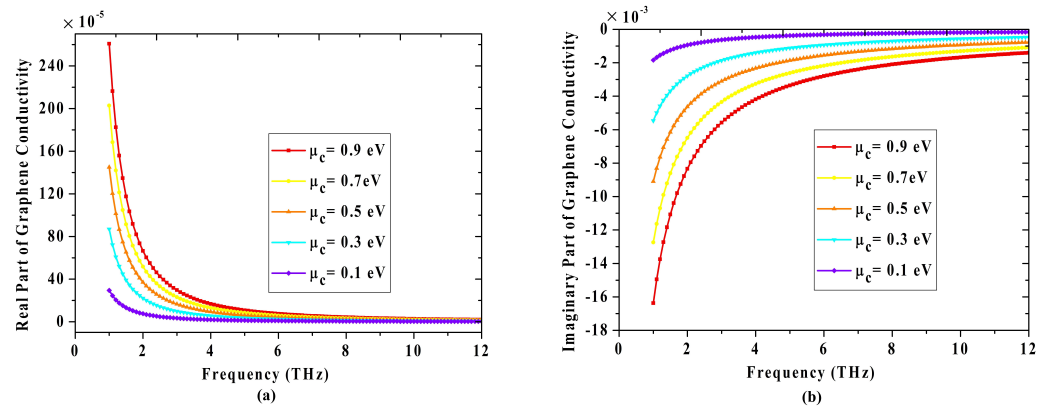 × 10⁻⁵
240
200
160
120
80
40
0
0 2 4 6 8 10 12
Real Part of Graphene Conductivity
Frequency (THz)
(a)
μc= 0.9 eV
μc= 0.7eV
μc= 0.5 eV
μc= 0.3 eV
μc= 0.1 eV
× 10⁻³
0
-2
-4
-6
-8
-10
-12
-14
-16
-18
0 2 4 6 8 10 12
Imaginary Part of Graphene Conductivity
Frequency (THz)
(b)
μc= 0.9 eV
μc= 0.7eV
μc= 0.5 eV
μc= 0.3 eV
μc= 0.1 eV